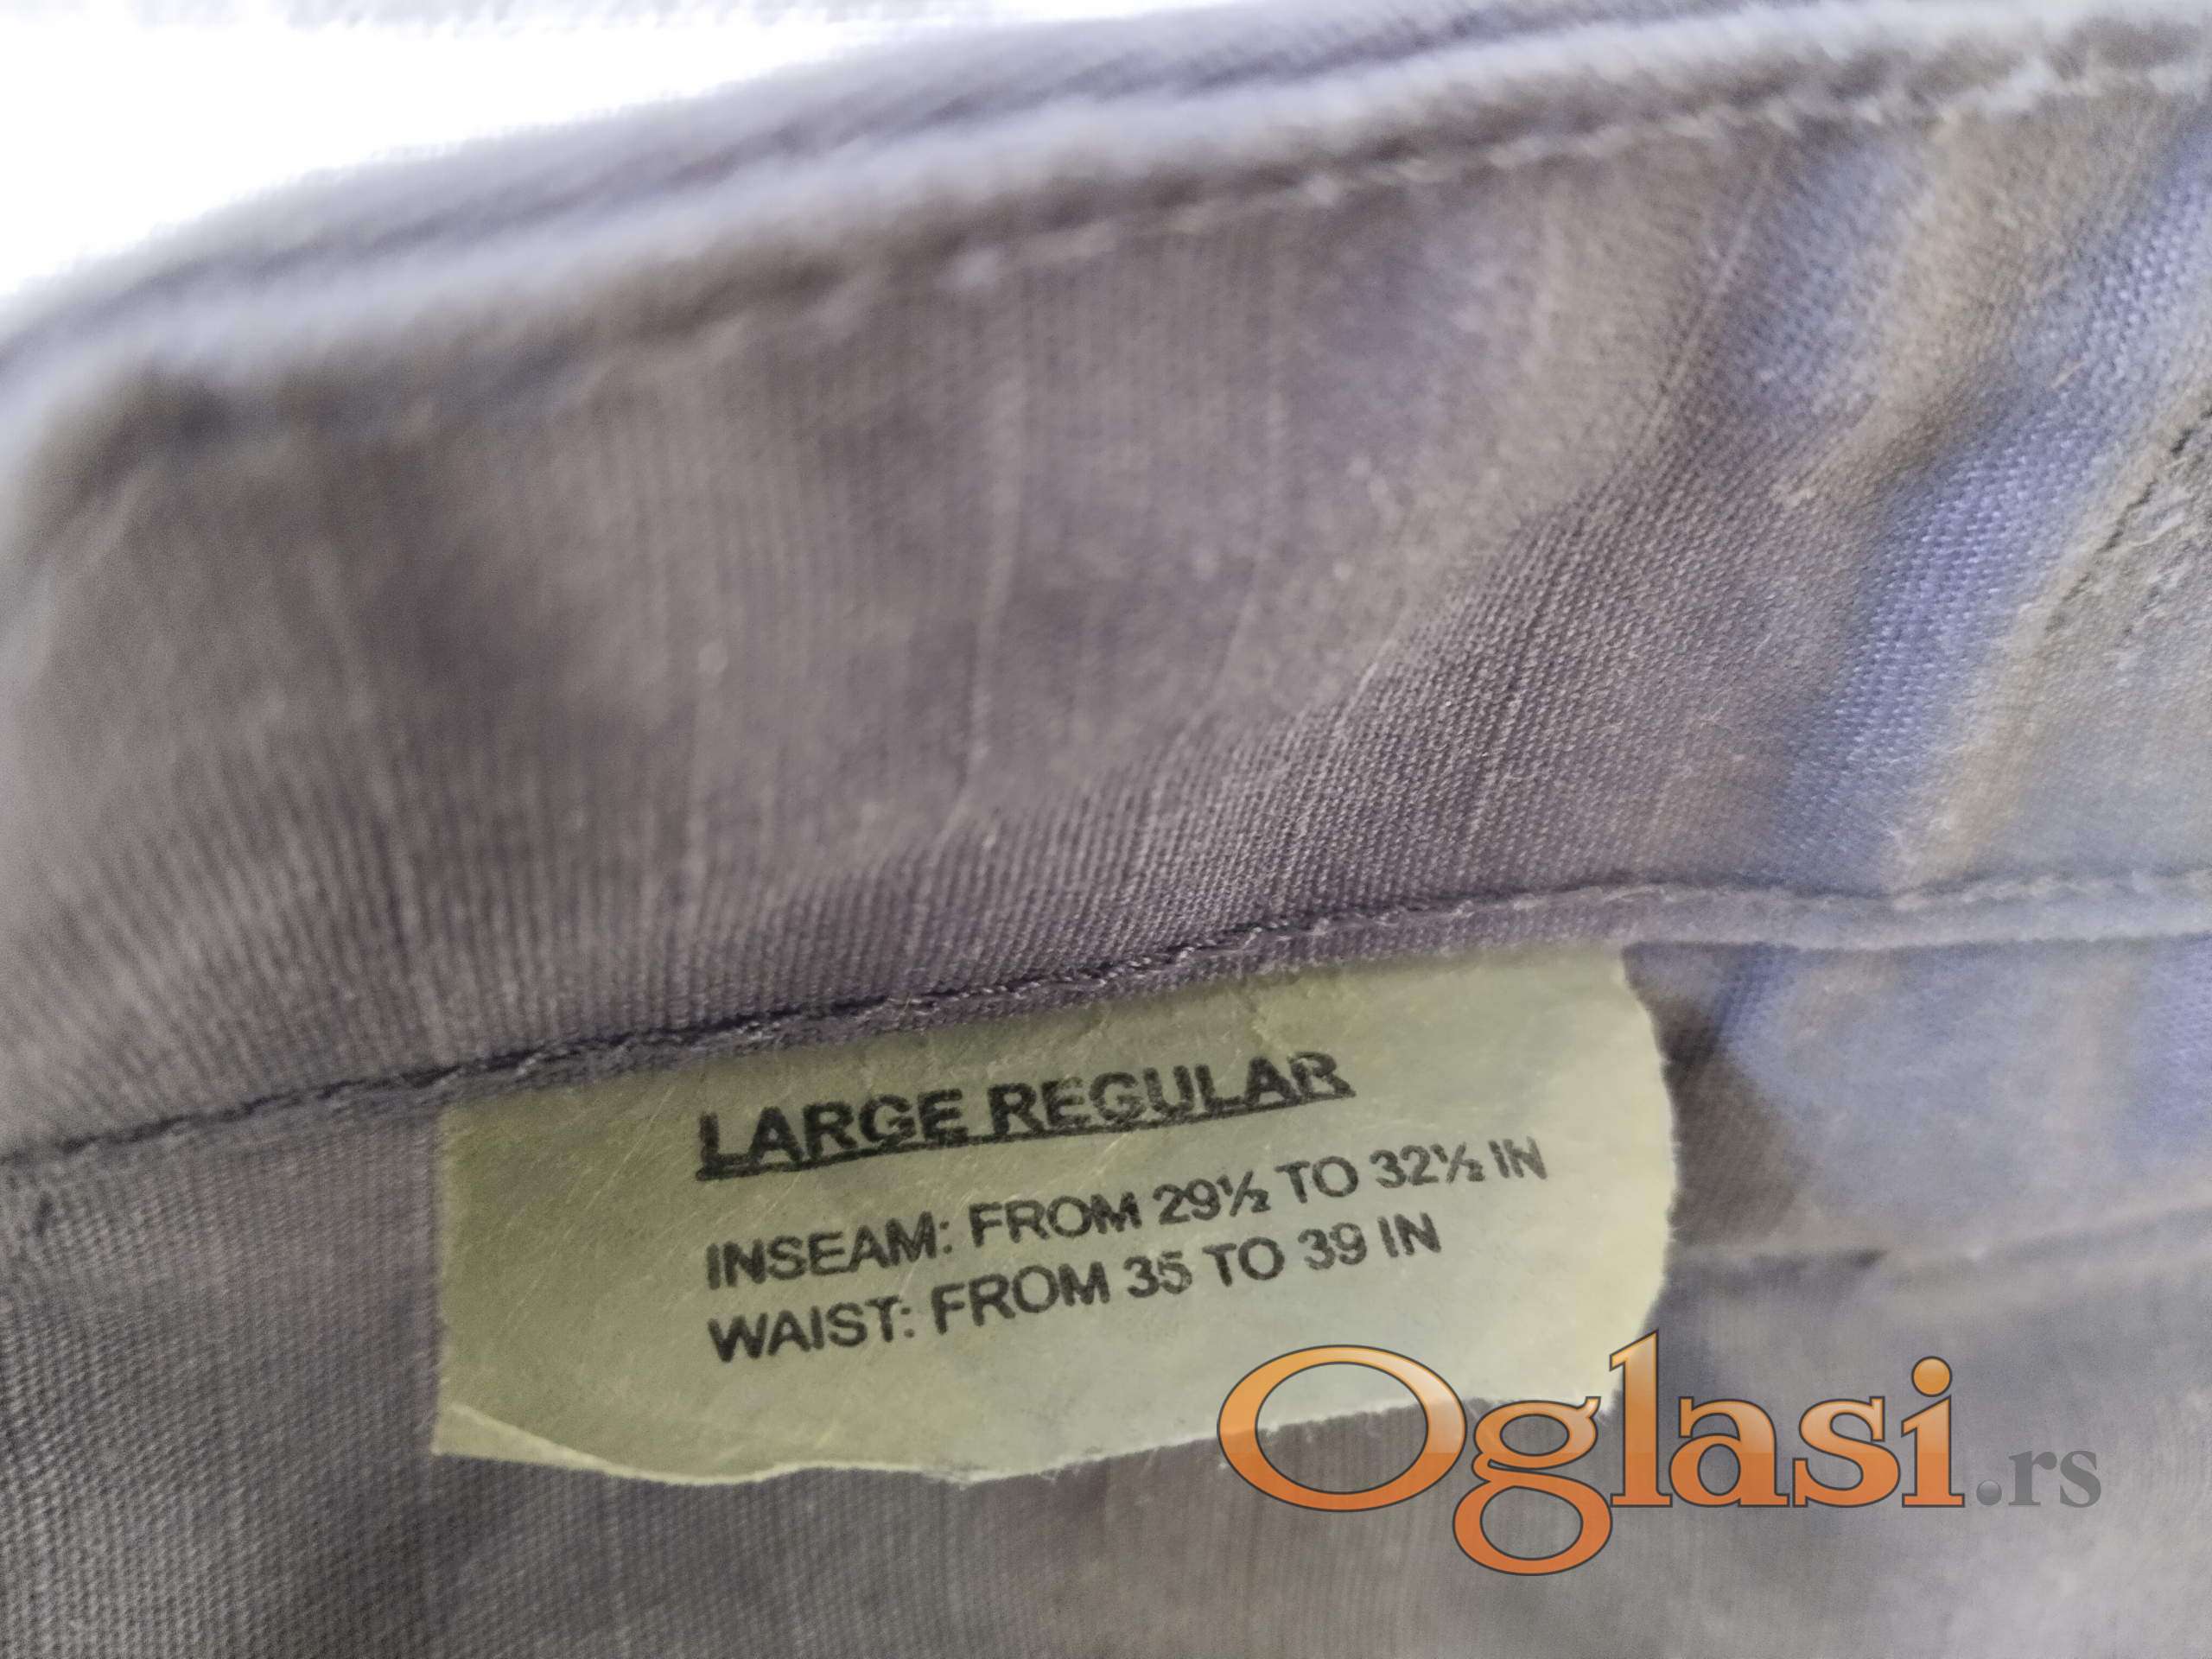 LARGE REGULAR
INSEAM: FROM 29½ TO 32½ IN
WAIST: FROM 35 TO 39 IN
Oglasi.rs